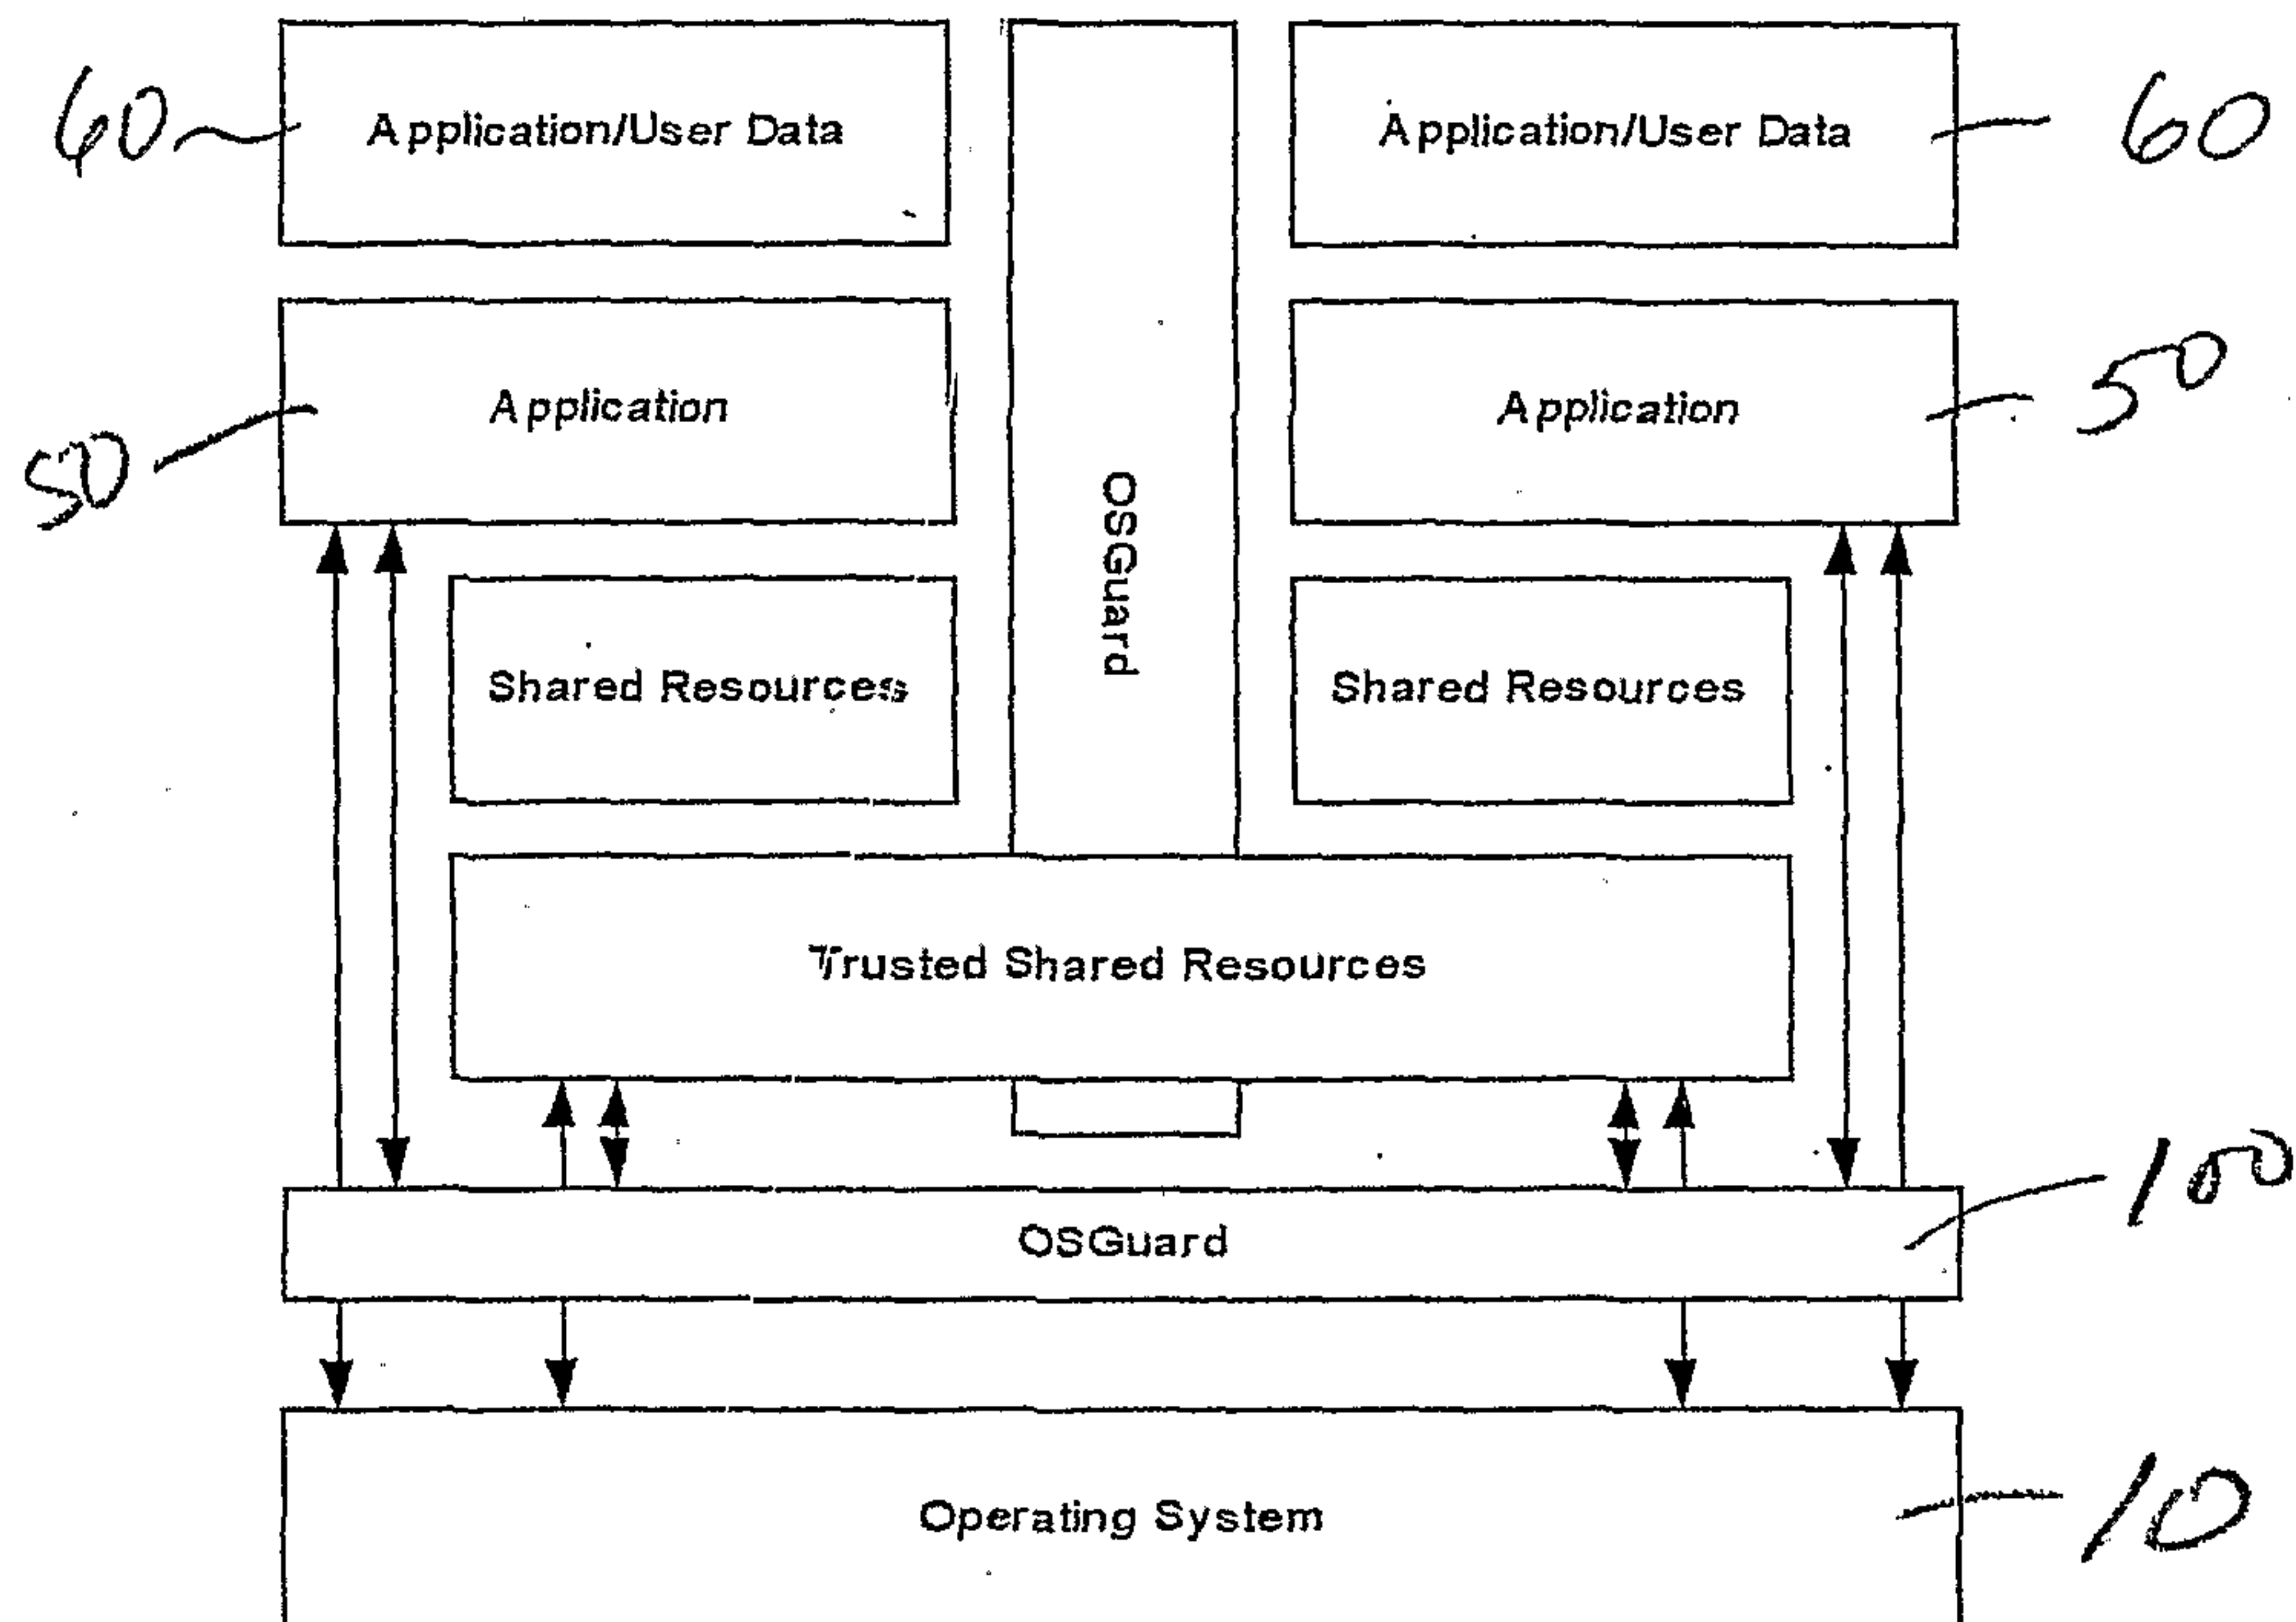 60
Application/User Data
Application/User Data
60
50
Application
Application
50
OSGuard
Shared Resources
Shared Resources
Trusted Shared Resources
OSGuard
100
Operating System
10